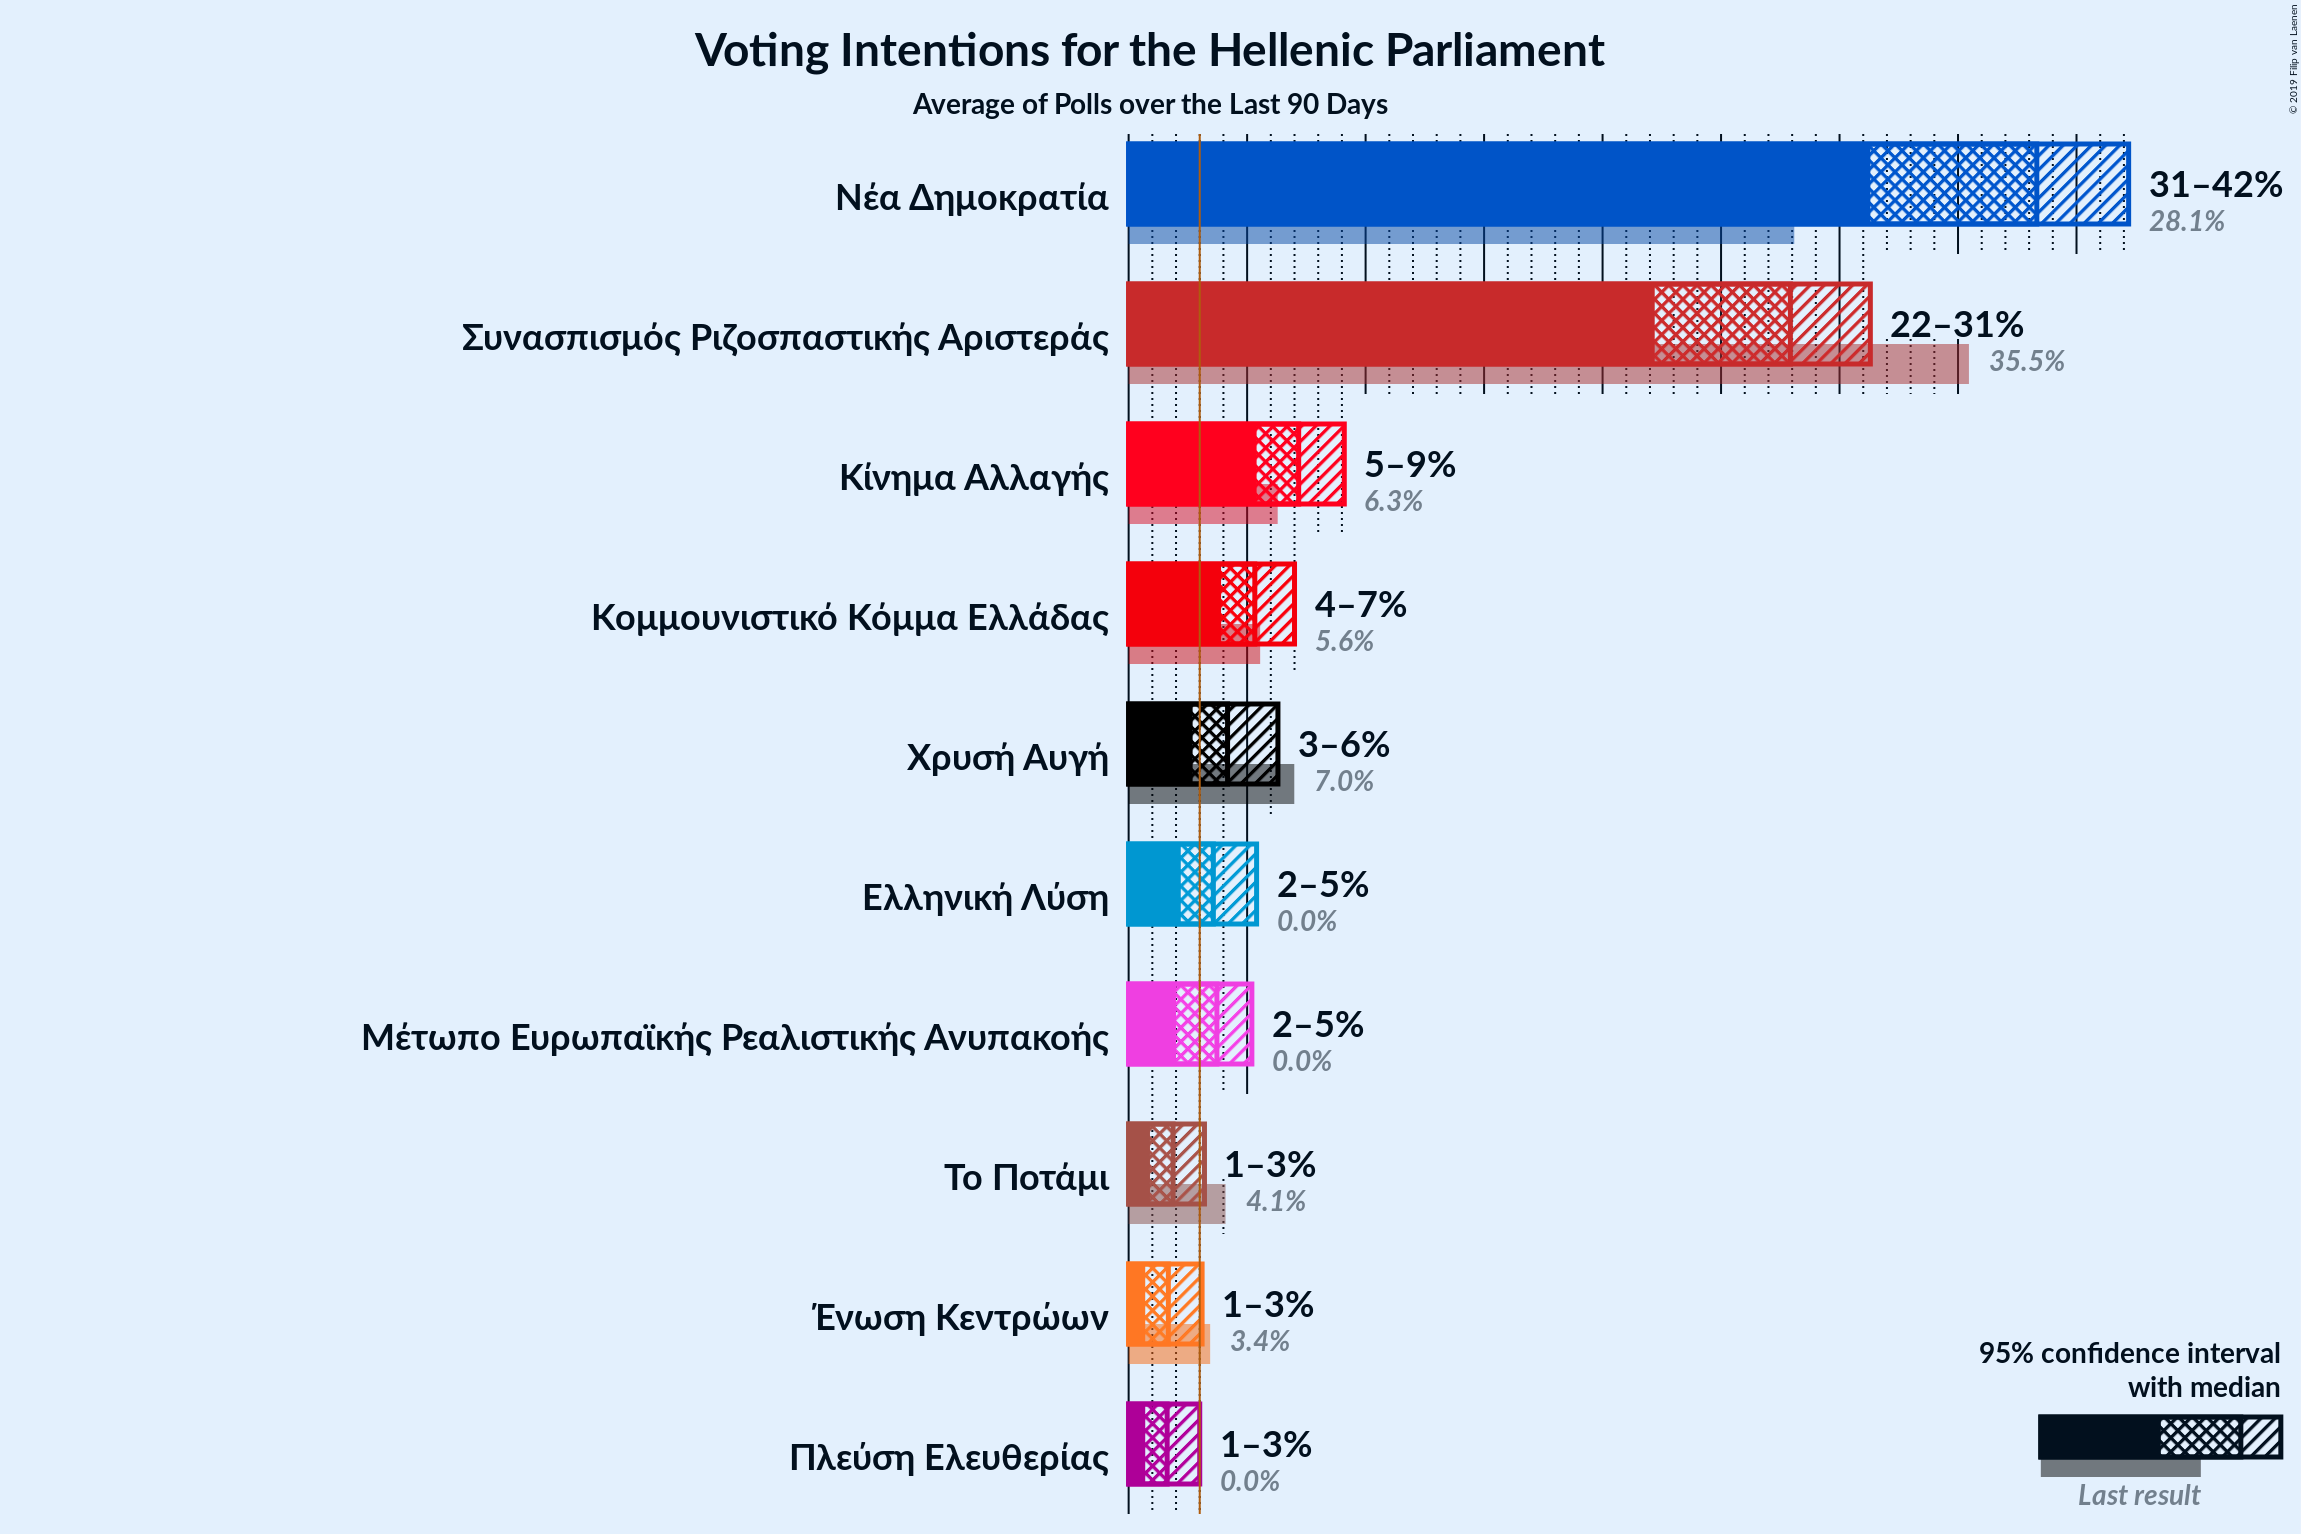 Voting Intentions for the Hellenic Parliament
Average of Polls over the Last 90 Days
© 2019 Filip van Laenen
Νέα Δημοκρατία
31–42%
28.1%
Συνασπισμός Ριζοσπαστικής Αριστεράς
22–31%
35.5%
Κίνημα Αλλαγής
5–9%
6.3%
Κομμουνιστικό Κόμμα Ελλάδας
4–7%
5.6%
Χρυσή Αυγή
3–6%
7.0%
Ελληνική Λύση
2–5%
0.0%
Μέτωπο Ευρωπαϊκής Ρεαλιστικής Ανυπακοής
2–5%
0.0%
Το Ποτάμι
1–3%
4.1%
Ένωση Κεντρώων
1–3%
3.4%
Πλεύση Ελευθερίας
1–3%
0.0%
95% confidence interval
with median
Last result